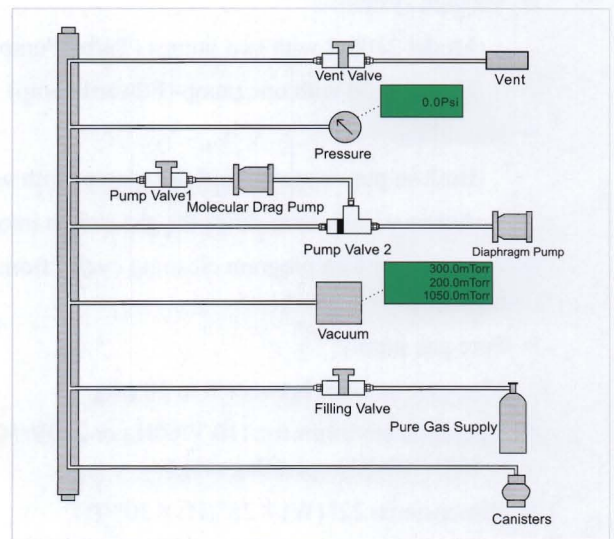 Vent Valve
Vent
0.0Psi
Pressure
Pump Valve1
Molecular Drag Pump
Pump Valve 2
Diaphragm Pump
300.0mTorr
200.0mTorr
1050.0mTorr
Vacuum
Filling Valve
Pure Gas Supply
Canisters